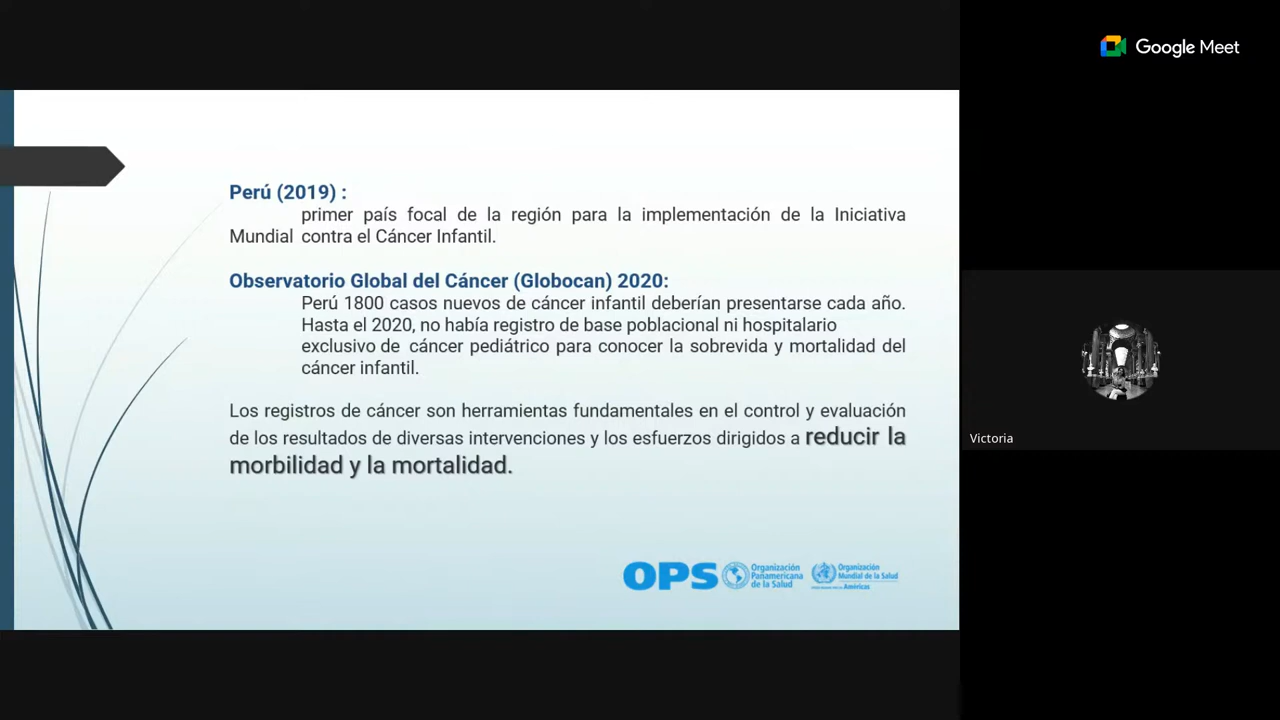 Google Meet
Perú (2019) :
primer país focal de la región para la implementación de la Iniciativa
Mundial contra el Cáncer Infantil.
Observatorio Global del Cáncer (Globocan) 2020:
Perú 1800 casos nuevos de cáncer infantil deberían presentarse cada año.
Hasta el 2020, no había registro de base poblacional ni hospitalario
exclusivo de cáncer pediátrico para conocer la sobrevida y mortalidad del
cáncer infantil.
Los registros de cáncer son herramientas fundamentales en el control y evaluación
de los resultados de diversas intervenciones y los esfuerzos dirigidos a reducir la
morbilidad y la mortalidad.
OPS
Organización
Panamericana
de la Salud
Organización
Mundial de la Salud
Américas
Victoria